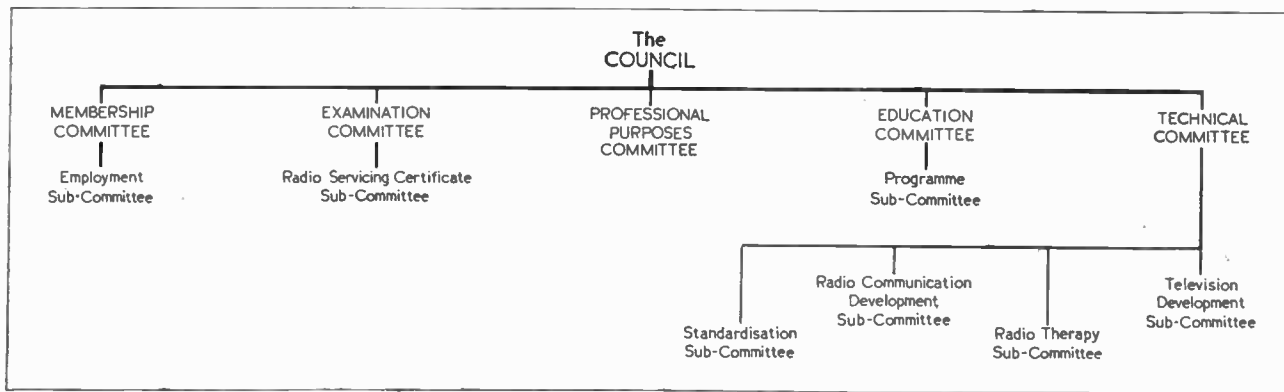 The
COUNCIL
MEMBERSHIP
COMMITTEE
Employment
Sub-Committee
EXAMINATION
COMMITTEE
Radio Servicing Certificate
Sub-Committee
PROFESSIONAL
PURPOSES
COMMITTEE
EDUCATION
COMMITTEE
Programme
Sub-Committee
TECHNICAL
COMMITTEE
Standardisation
Sub-Committee
Radio Communication
Development
Sub-Committee
Radio Therapy
Sub-Committee
Television
Development
Sub-Committee